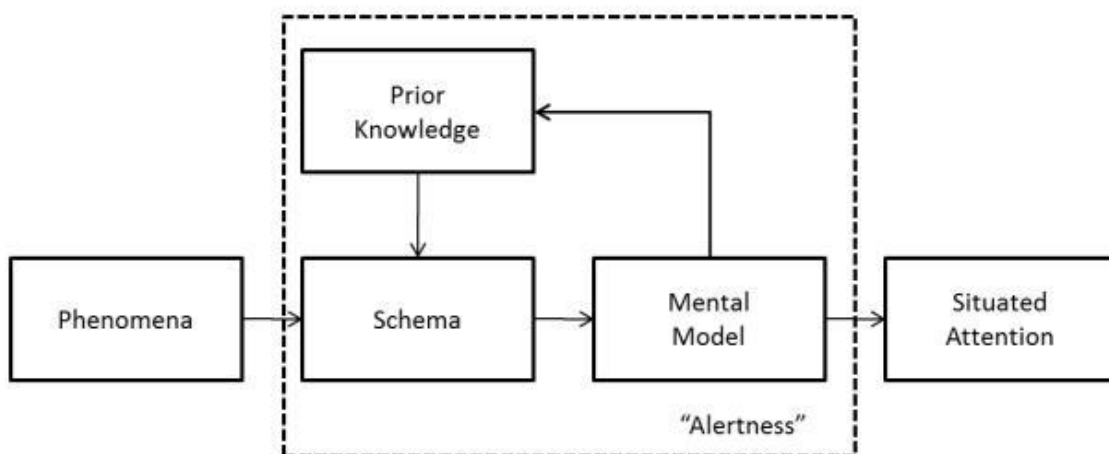 Prior
Knowledge
Phenomena
Schema
Mental
Model
Situated
Attention
“Alertness”